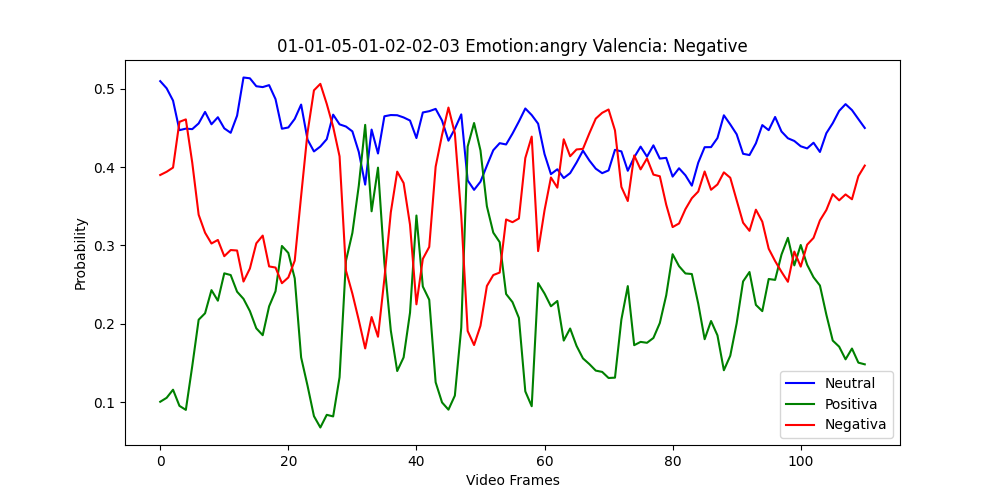 01-01-05-01-02-02-03 Emotion:angry Valencia: Negative
Probability
0.5
0.4
0.3
0.2
0.1
0 20 40 60 80 100
Video Frames
Neutral
Positiva
Negativa